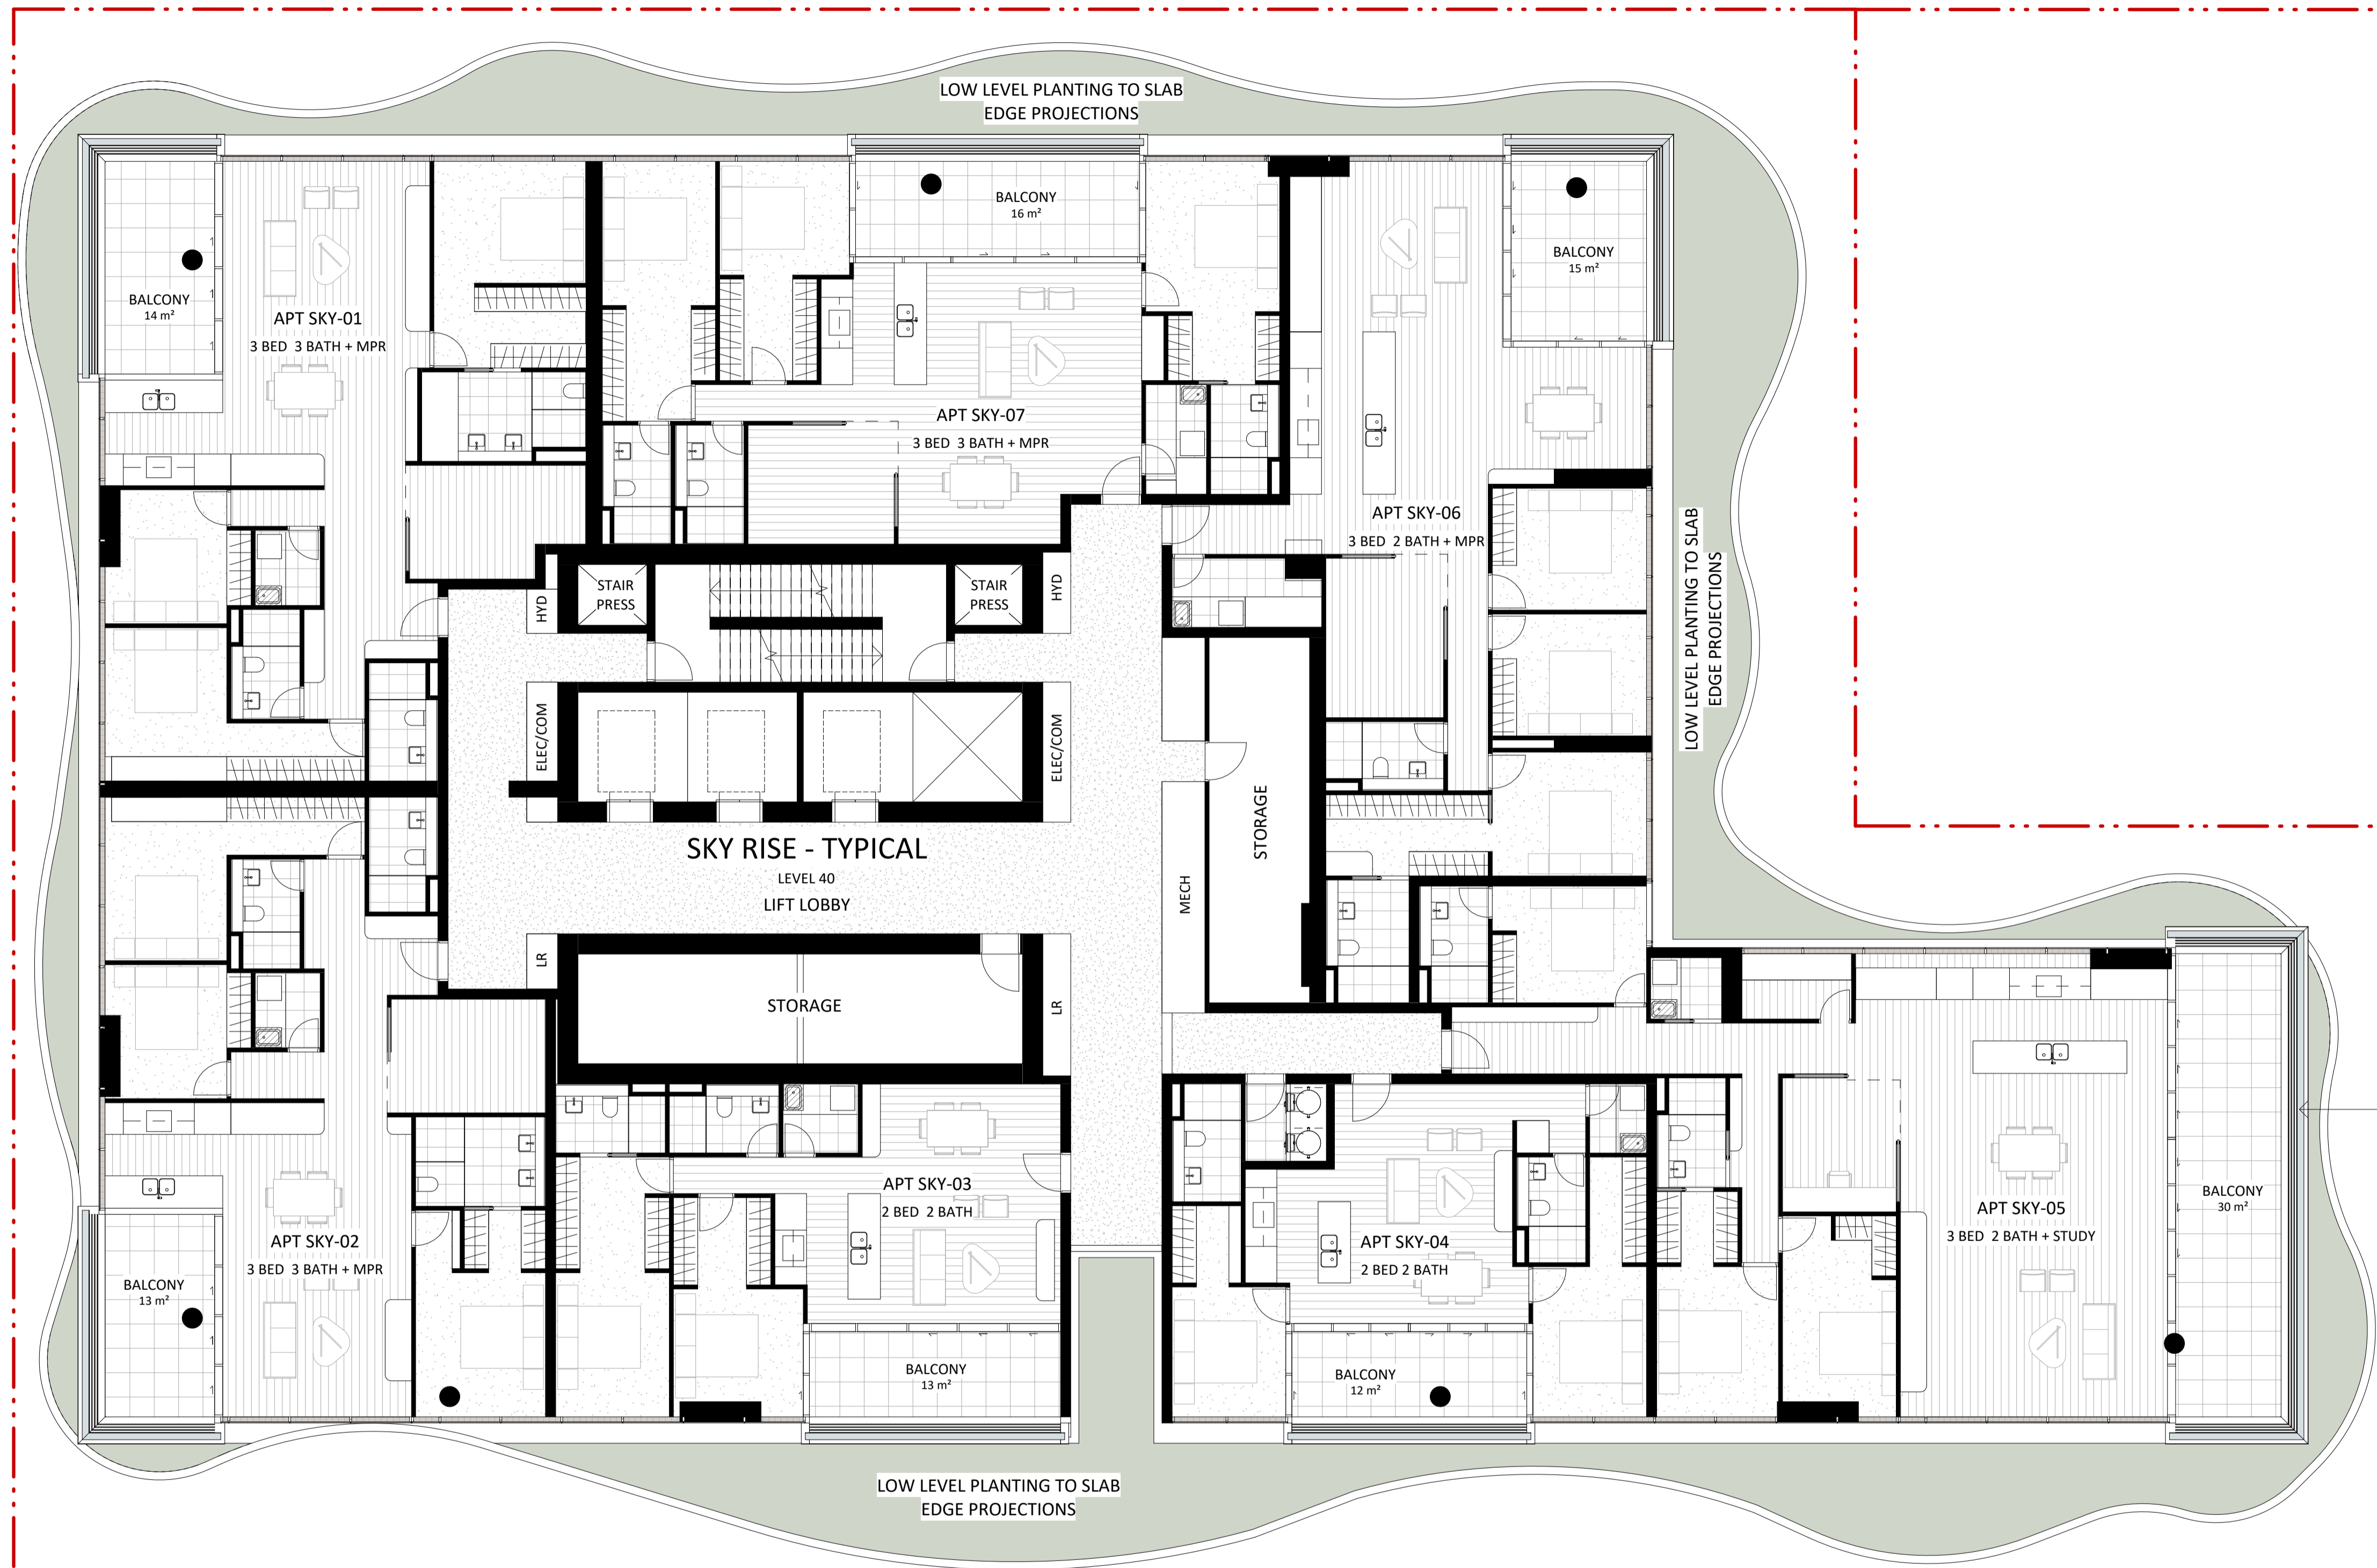 LOW LEVEL PLANTING TO SLAB
EDGE PROJECTIONS
BALCONY
14 m²
APT SKY-01
3 BED 3 BATH + MPR
BALCONY
16 m²
APT SKY-07
3 BED 3 BATH + MPR
BALCONY
15 m²
APT SKY-06
3 BED 2 BATH + MPR
LOW LEVEL PLANTING TO SLAB
EDGE PROJECTIONS
HYD
STAIR
PRESS
STAIR
PRESS
HYD
ELEC/COM
ELEC/COM
SKY RISE - TYPICAL
LEVEL 40
LIFT LOBBY
STORAGE
MECH
LR
STORAGE
LR
APT SKY-02
3 BED 3 BATH + MPR
BALCONY
13 m²
APT SKY-03
2 BED 2 BATH
BALCONY
13 m²
APT SKY-04
2 BED 2 BATH
BALCONY
12 m²
APT SKY-05
3 BED 2 BATH + STUDY
BALCONY
30 m²
LOW LEVEL PLANTING TO SLAB
EDGE PROJECTIONS